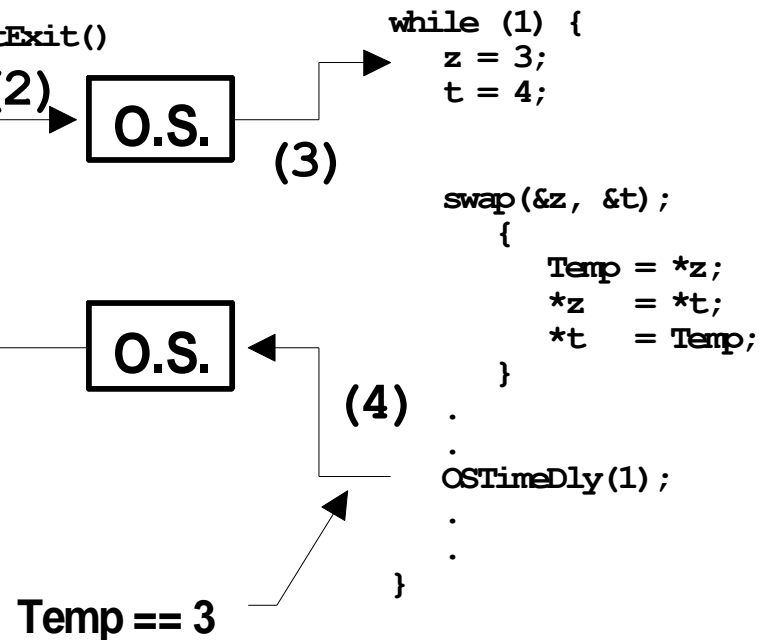 while (1) {
tExit()
z = 3;
(2)
t = 4;
O.S.
(3)
swap(&z, &t);
{
Temp = *z;
*z = *t;
O.S.
*t = Temp;
}
(4)
.
.
OSTimeDly(1);
.
.
}
Temp == 3